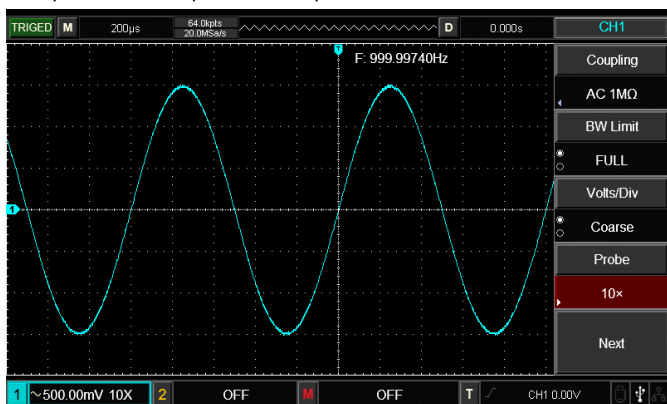 TRIGED M 200μs 64.0kpts D 0.000s CH1
20.0MSa/s
T
F: 999.99740Hz
Coupling
AC 1MΩ
BW Limit
FULL
Volts/Div
1
Coarse
Probe
10×
Next
1 ~500.00mV 10X 2 OFF M OFF T CH1 0.00V